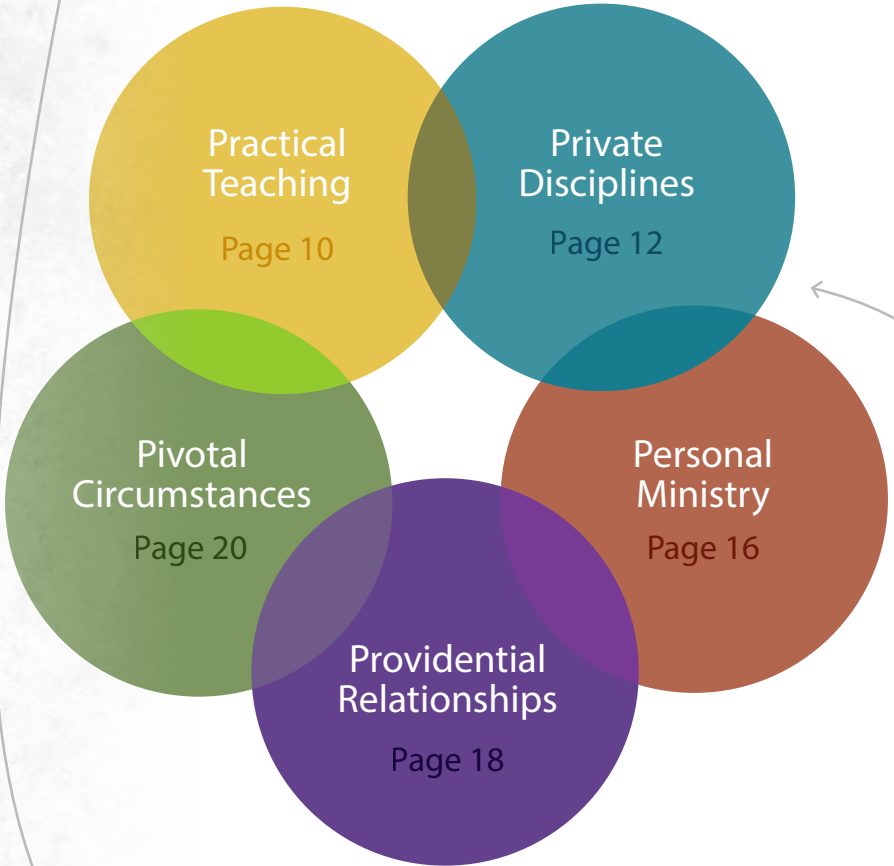 Practical
Teaching
Page 10
Private
Disciplines
Page 12
Pivotal
Circumstances
Page 20
Personal
Ministry
Page 16
Providential
Relationships
Page 18